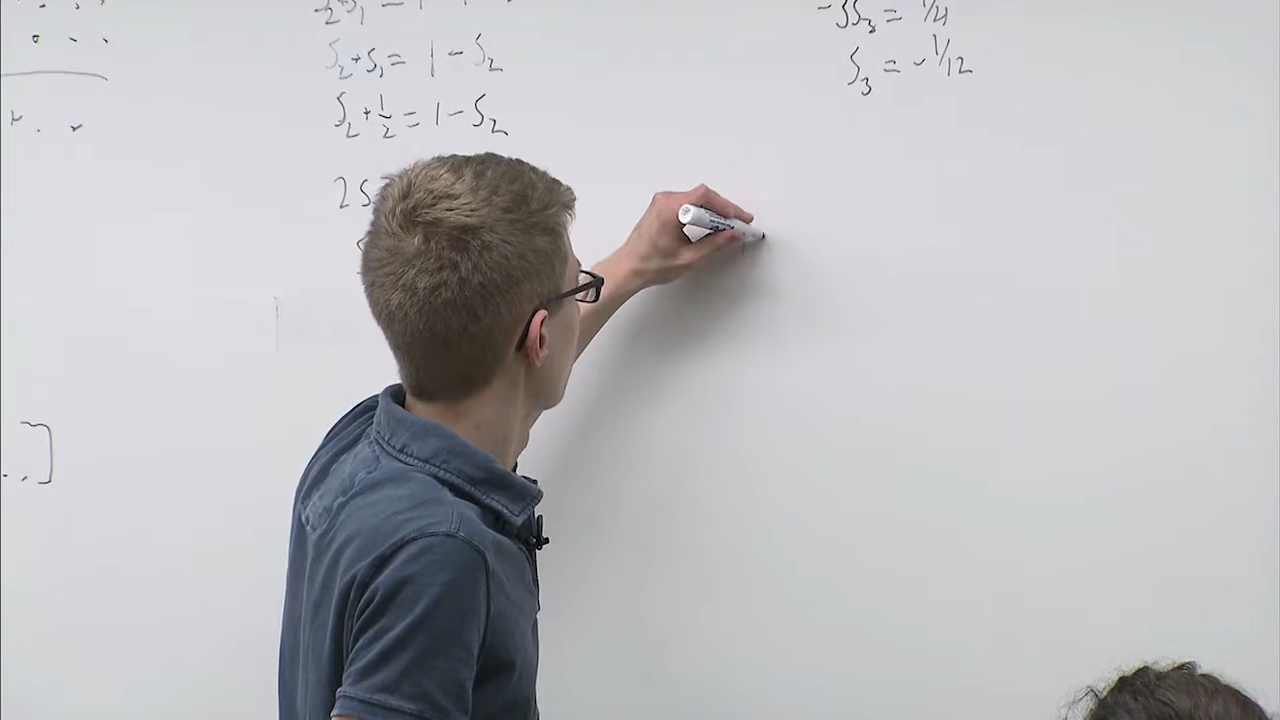 S₂+S₁ = 1 - S₂
S₂+1/2 = 1 - S₂
2S
-3S₃ = 1/4
S₃ = -1/12
. . ]